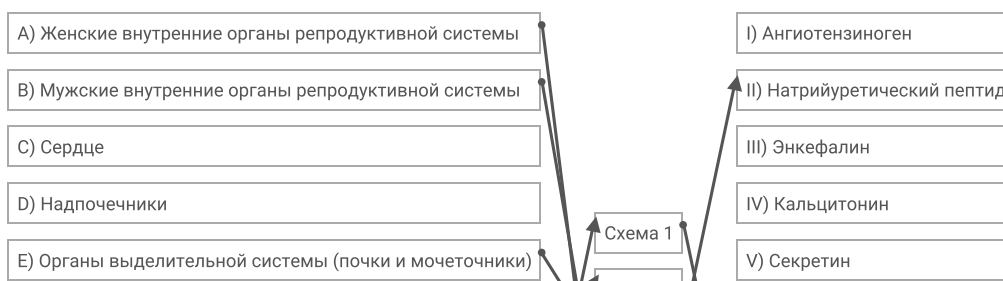 A) Женские внутренние органы репродуктивной системы
B) Мужские внутренние органы репродуктивной системы
C) Сердце
D) Надпочечники
E) Органы выделительной системы (почки и мочеточники)
Схема 1
I) Ангиотензиноген
II) Натрийуретический пептид
III) Энкефалин
IV) Кальцитонин
V) Секретин